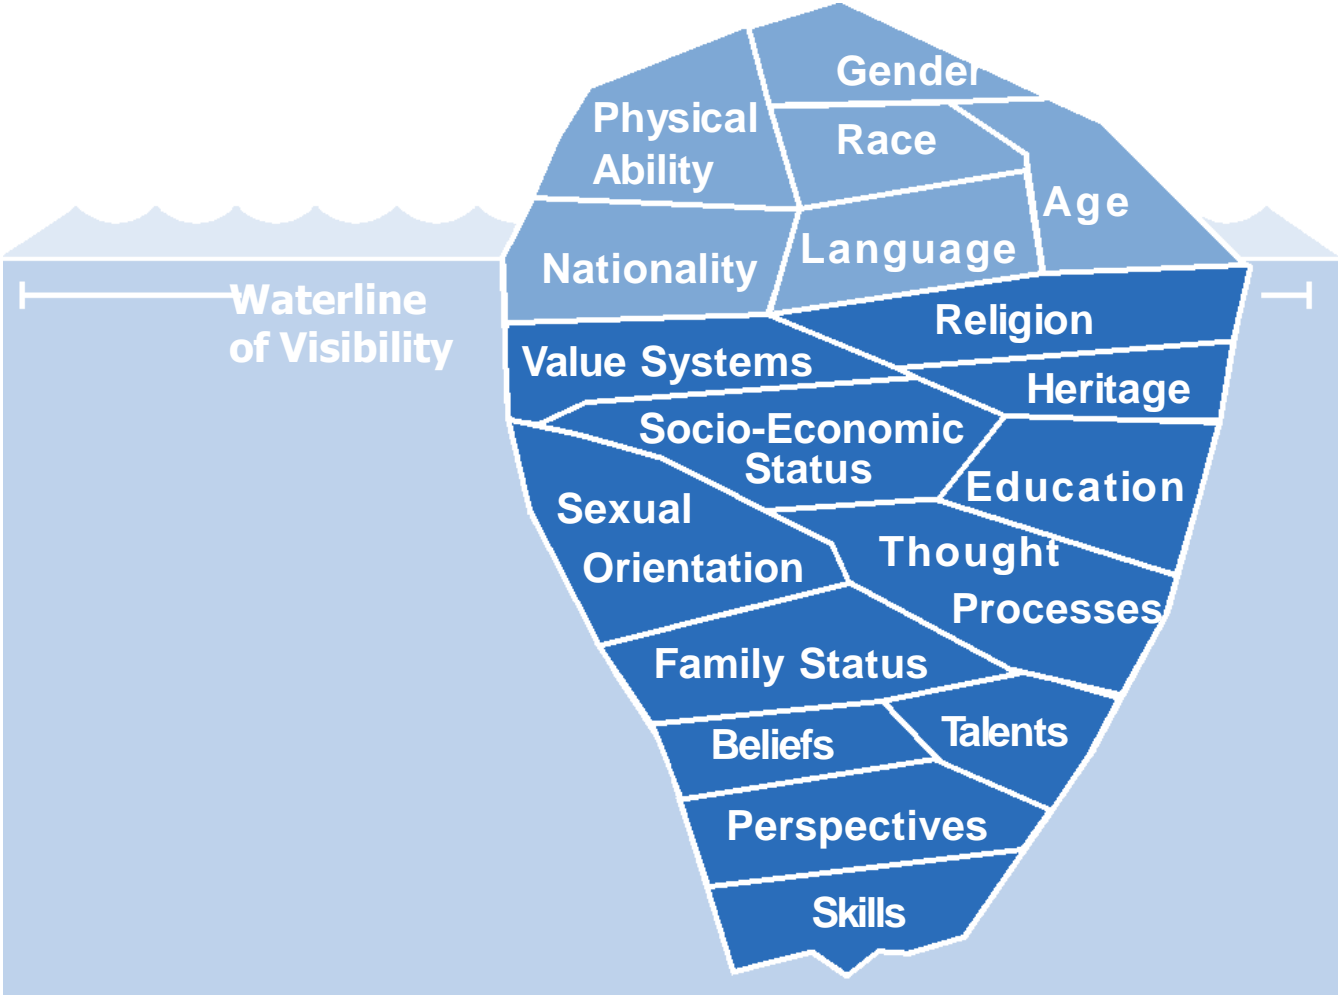 Gender
Physical
Ability
Race
Age
Nationality
Language
Waterline
of Visibility
Religion
Value Systems
Heritage
Socio-Economic
Status
Education
Sexual
Orientation
Thought
Processes
Family Status
Beliefs
Talents
Perspectives
Skills